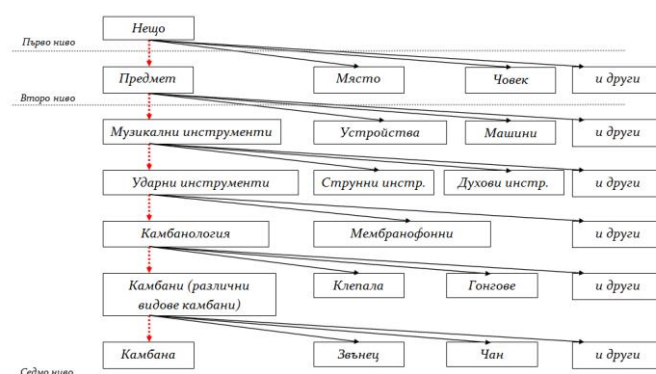 Нещо
Първо ниво
Предмет Място Човек и други
Второ ниво
Музикални инструменти Устройства Машини и други
Ударни инструменти Струнни инстр. Духови инстр. и други
Камбанология Мембранофонни и други
Камбани (различни видове камбани) Клепала Гонгове и други
Камбана Звънец Чан и други
Седмо ниво